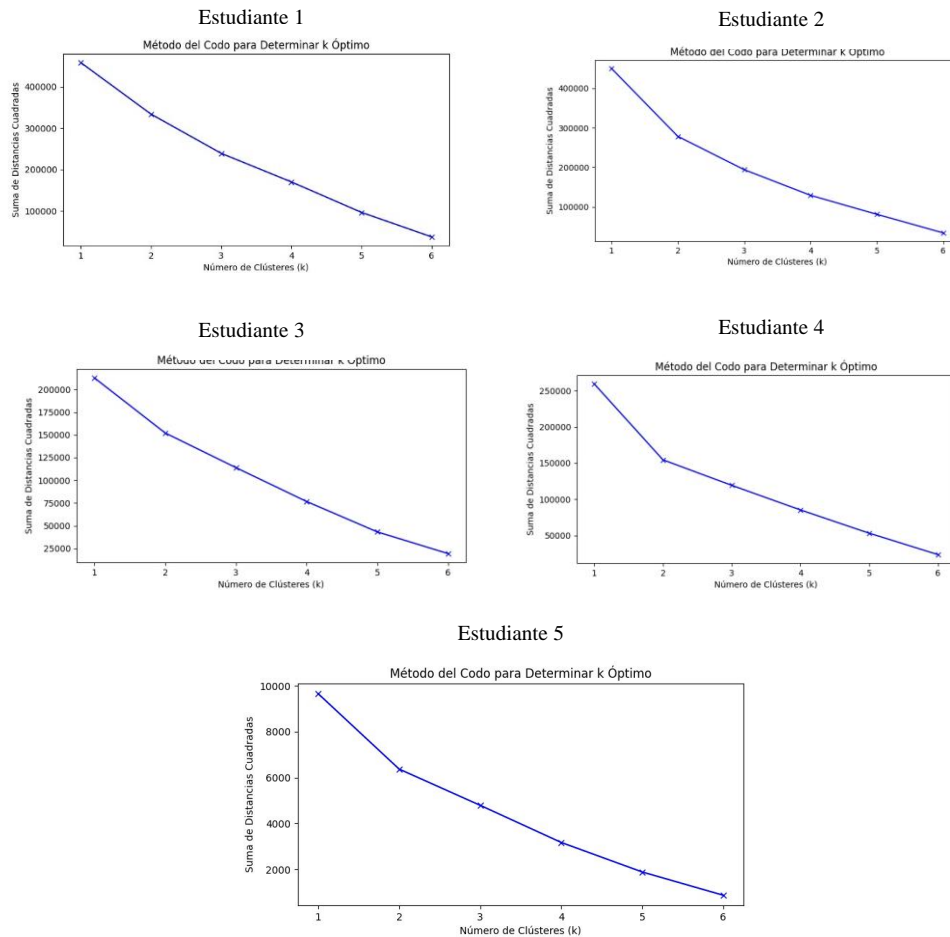 Estudiante 1
Método del Codo para Determinar k Óptimo
Suma de Distancias Cuadradas
400000
300000
200000
100000
1 2 3 4 5 6
Número de Clústeres (k)
Estudiante 2
Método del Codo para Determinar k Óptimo
Suma de Distancias Cuadradas
400000
300000
200000
100000
1 2 3 4 5 6
Número de Clústeres (k)
Estudiante 3
Método del Codo para Determinar k Óptimo
Suma de Distancias Cuadradas
200000
175000
150000
125000
100000
75000
50000
25000
1 2 3 4 5 6
Número de Clústeres (k)
Estudiante 4
Método del Codo para Determinar k Óptimo
Suma de Distancias Cuadradas
250000
200000
150000
100000
50000
1 2 3 4 5 6
Número de Clústeres (k)
Estudiante 5
Método del Codo para Determinar k Óptimo
Suma de Distancias Cuadradas
10000
8000
6000
4000
2000
1 2 3 4 5 6
Número de Clústeres (k)